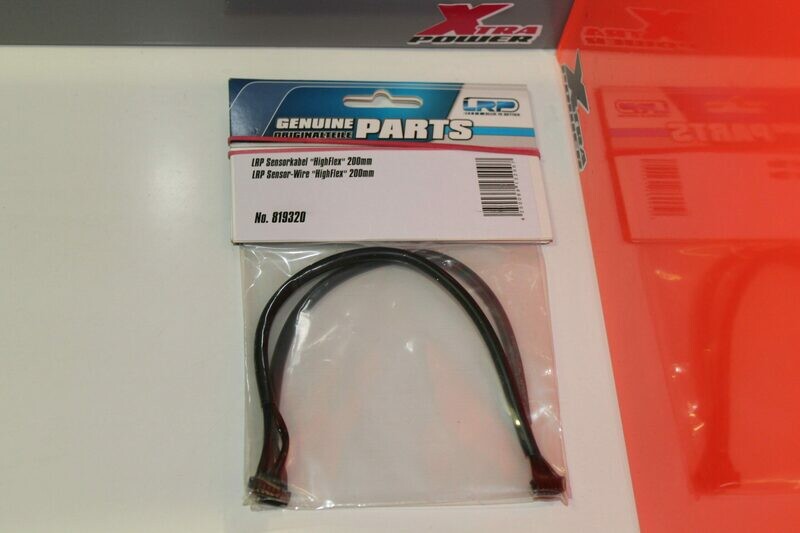 XTRA
POWER
LRP
GENUINE
ORIGINALTEILE
PARTS
LRP Sensorkabel "HighFlex" 200mm
LRP Sensor-Wire "HighFlex" 200mm
No. 819320